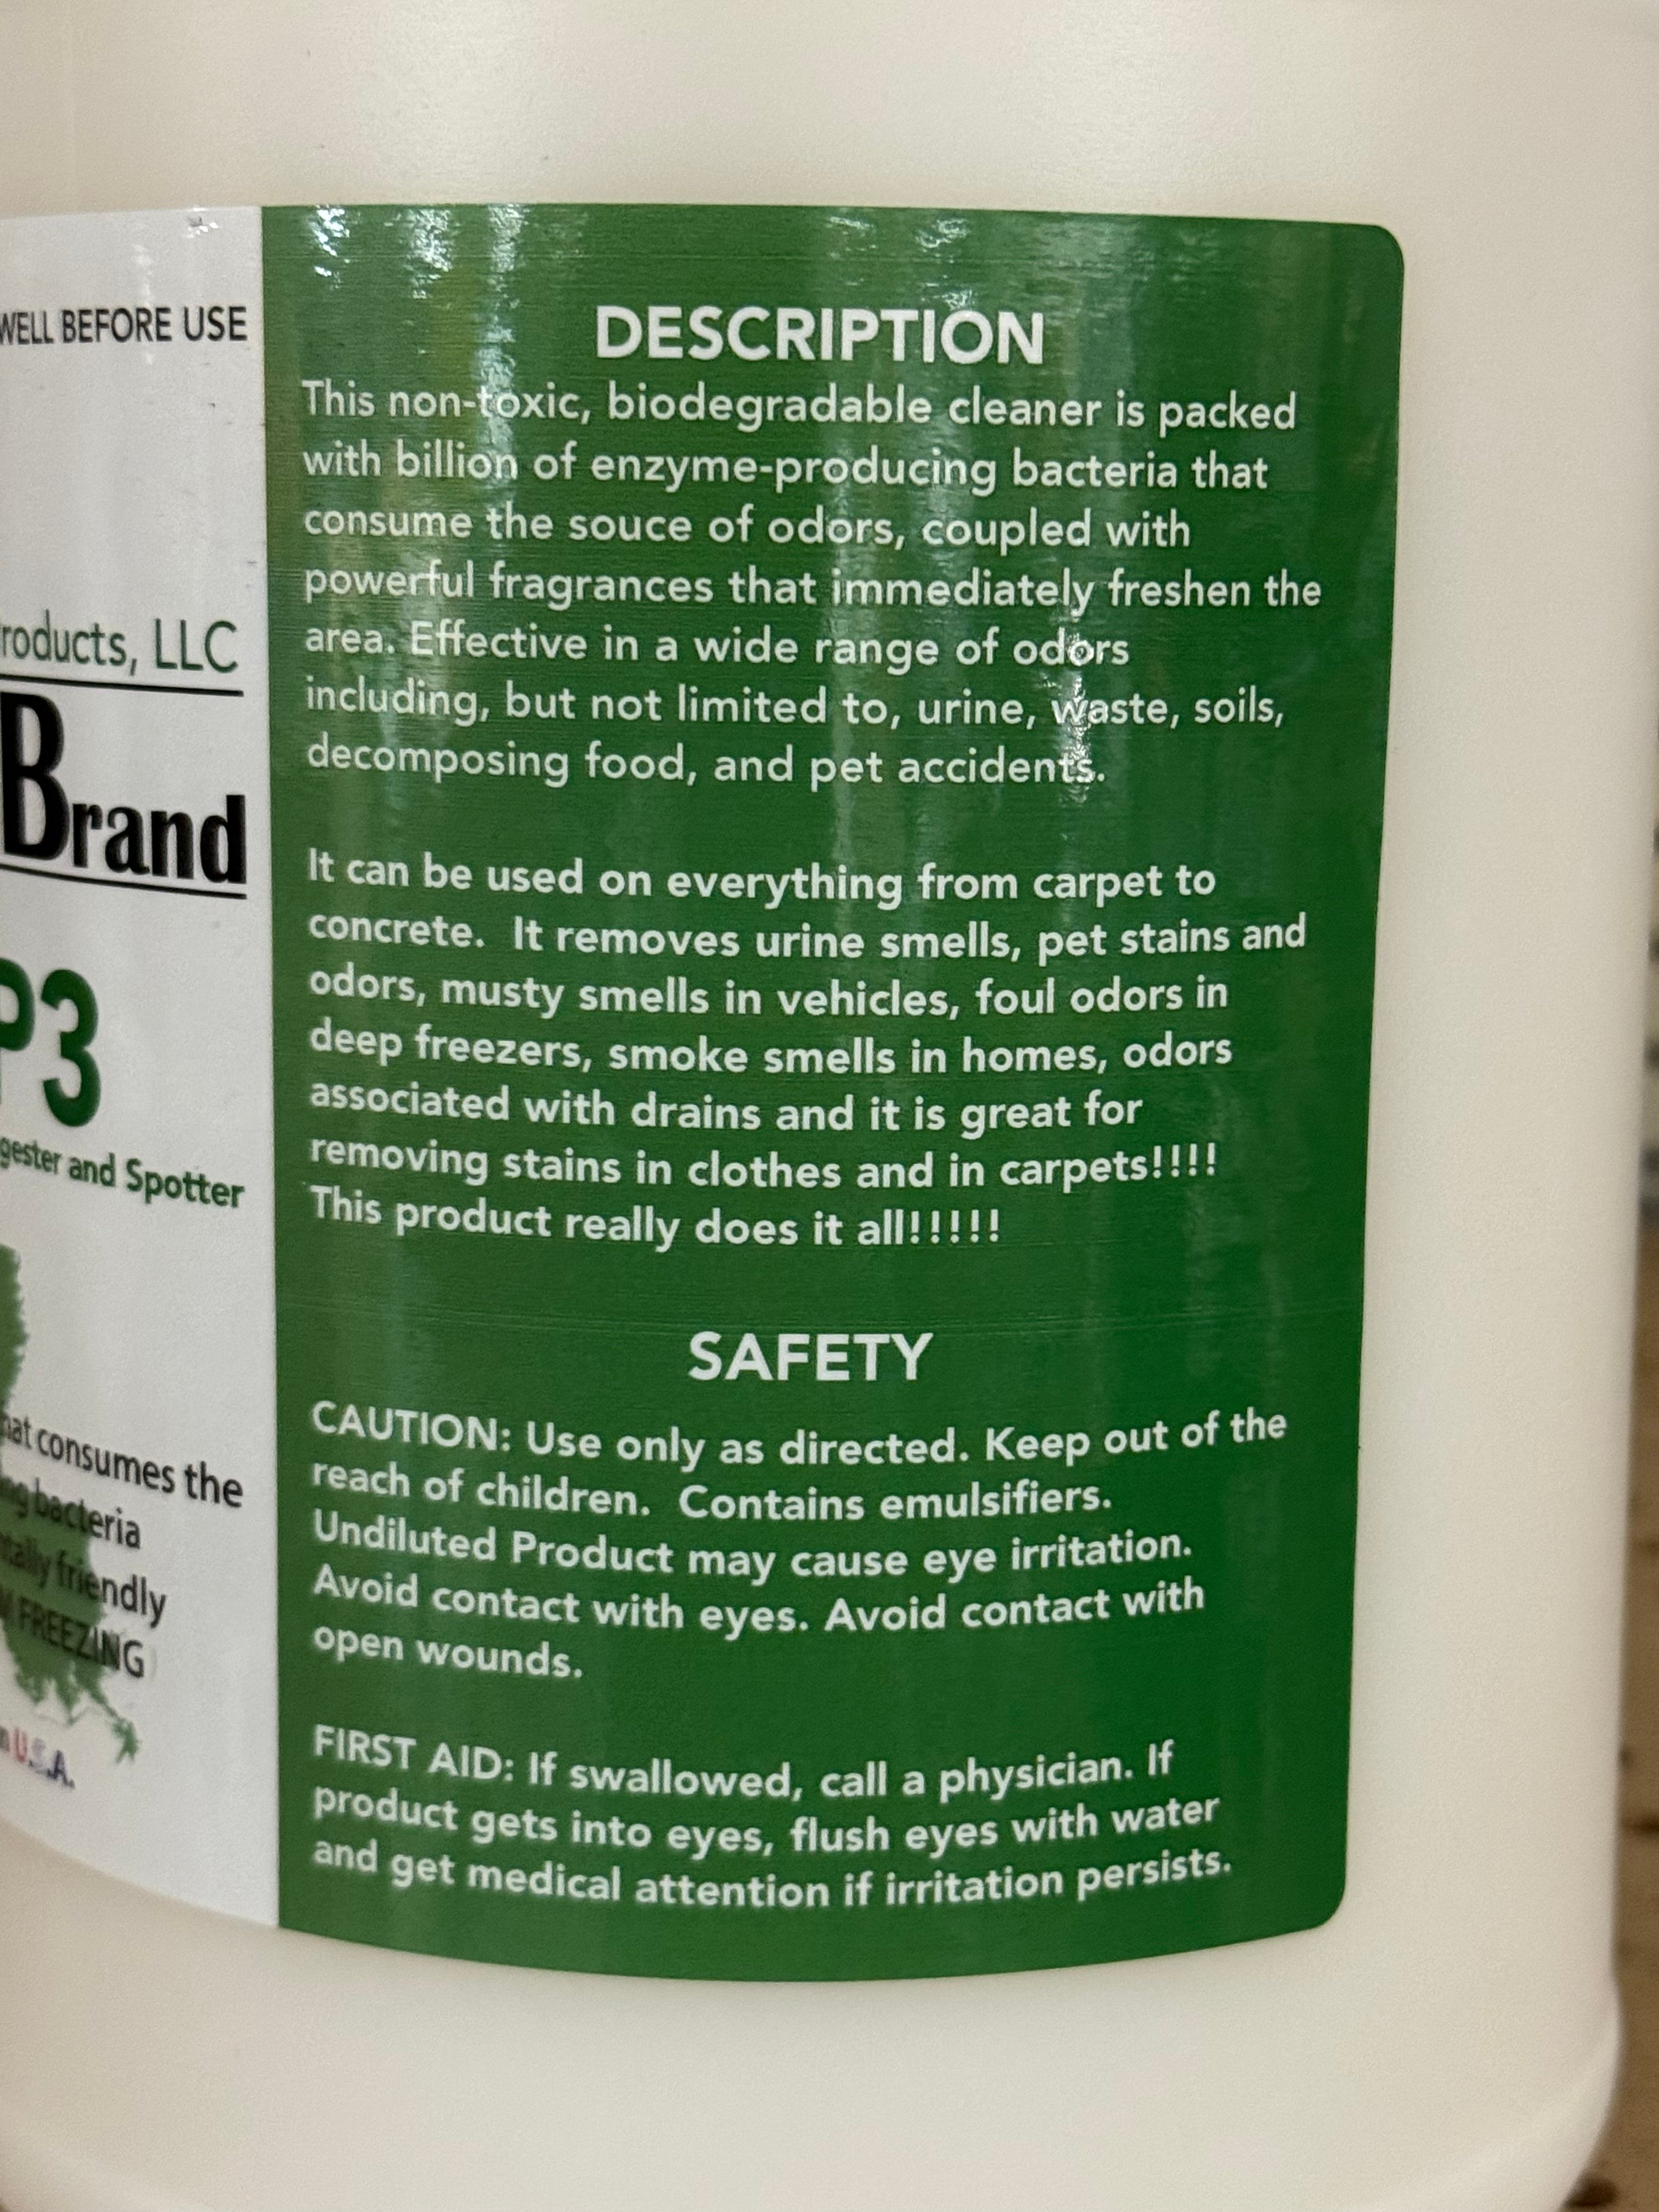 WELL BEFORE USE
roducts, LLC
Brand
P3
gester and Spotter
hat consumes the
ng bacteria
ntally friendly
M FREEZING
n U.S.A.
DESCRIPTION
This non-toxic, biodegradable cleaner is packed
with billion of enzyme-producing bacteria that
consume the souce of odors, coupled with
powerful fragrances that immediately freshen the
area. Effective in a wide range of odors
including, but not limited to, urine, waste, soils,
decomposing food, and pet accidents.
It can be used on everything from carpet to
concrete. It removes urine smells, pet stains and
odors, musty smells in vehicles, foul odors in
deep freezers, smoke smells in homes, odors
associated with drains and it is great for
removing stains in clothes and in carpets!!!!
This product really does it all!!!!!
SAFETY
CAUTION: Use only as directed. Keep out of the
reach of children. Contains emulsifiers.
Undiluted Product may cause eye irritation.
Avoid contact with eyes. Avoid contact with
open wounds.
FIRST AID: If swallowed, call a physician. If
product gets into eyes, flush eyes with water
and get medical attention if irritation persists.